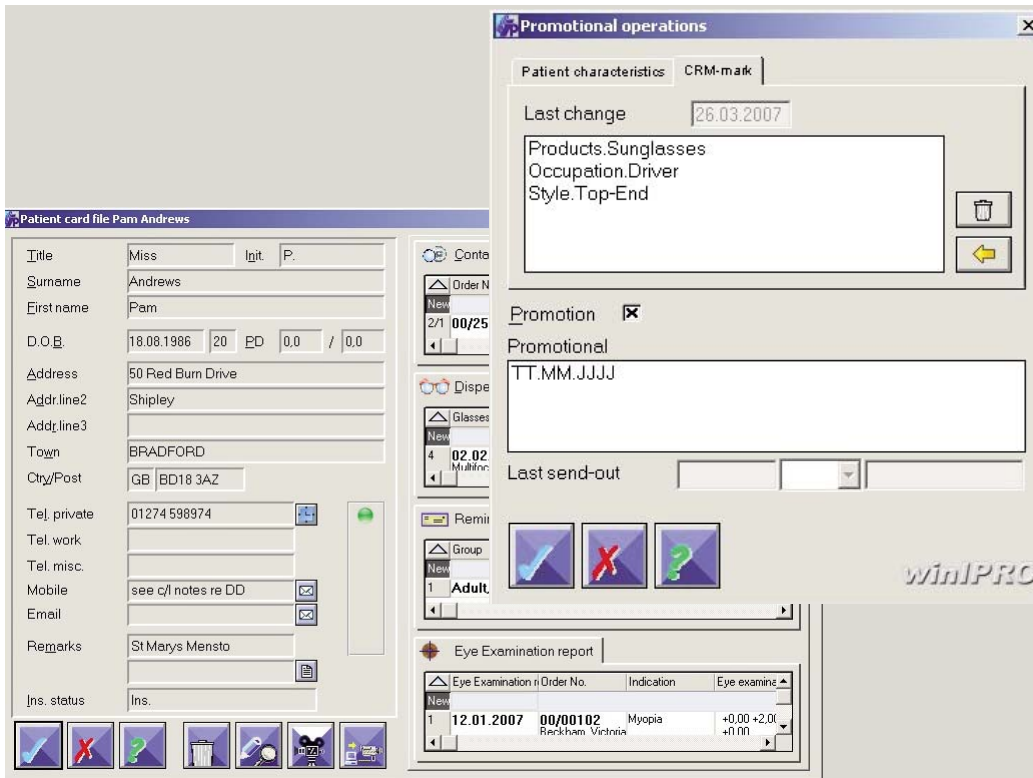 Promotional operations
Patient characteristics CRM-mark
Last change 26.03.2007
Products.Sunglasses
Occupation.Driver
Style.Top-End
Promotion
Promotional
TT.MM.JJJJ
Last send-out
winIPRO
Patient card file Pam Andrews
Title Miss Init. P.
Surname Andrews
First name Pam
D.O.B. 18.08.1986 20 PD 0,0 / 0,0
Address 50 Red Burn Drive
Addr.line2 Shipley
Addr.line3
Town BRADFORD
Ctry/Post GB BD18 3AZ
Tel. private 01274 598974
Tel. work
Tel. misc.
Mobile see c/l notes re DD
Email
Remarks St Marys Mensto
Ins. status Ins.
Conta
Order N
New
2/1 00/25
Dispe
Glasses
New
4 02.02
Multifoc
Remin
Group
New
1 Adult,
Eye Examination report
Eye Examination r Order No. Indication Eye examina
New
1 12.01.2007 00/00102 Myopia +0,00 +2,0
Beckham, Victoria +0,00